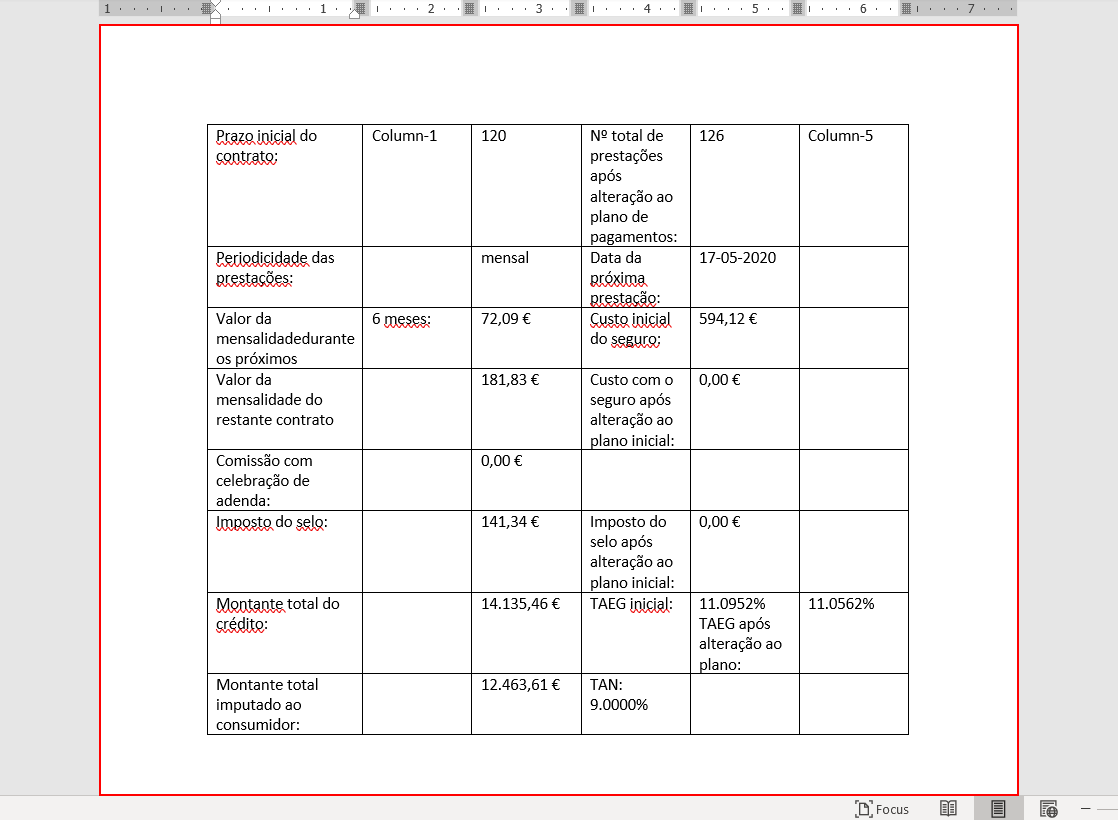 1 1 2 3 4 5 6 7
Prazo inicial do
contrato:
Column-1
120
Nº total de
prestações
após
alteração ao
plano de
pagamentos:
126
Column-5
Periodicidade das
prestações:
mensal
Data da
próxima
prestação:
17-05-2020
Valor da
mensalidadedurante
os próximos
6 meses:
72,09 €
Custo inicial
do seguro:
594,12 €
Valor da
mensalidade do
restante contrato
181,83 €
Custo com o
seguro após
alteração ao
plano inicial:
0,00 €
Comissão com
celebração de
adenda:
0,00 €
Imposto do selo:
141,34 €
Imposto do
selo após
alteração ao
plano inicial:
0,00 €
Montante total do
crédito:
14.135,46 €
TAEG inicial:
11.0952%
TAEG após
alteração ao
plano:
11.0562%
Montante total
imputado ao
consumidor:
12.463,61 €
TAN:
9.0000%
Focus